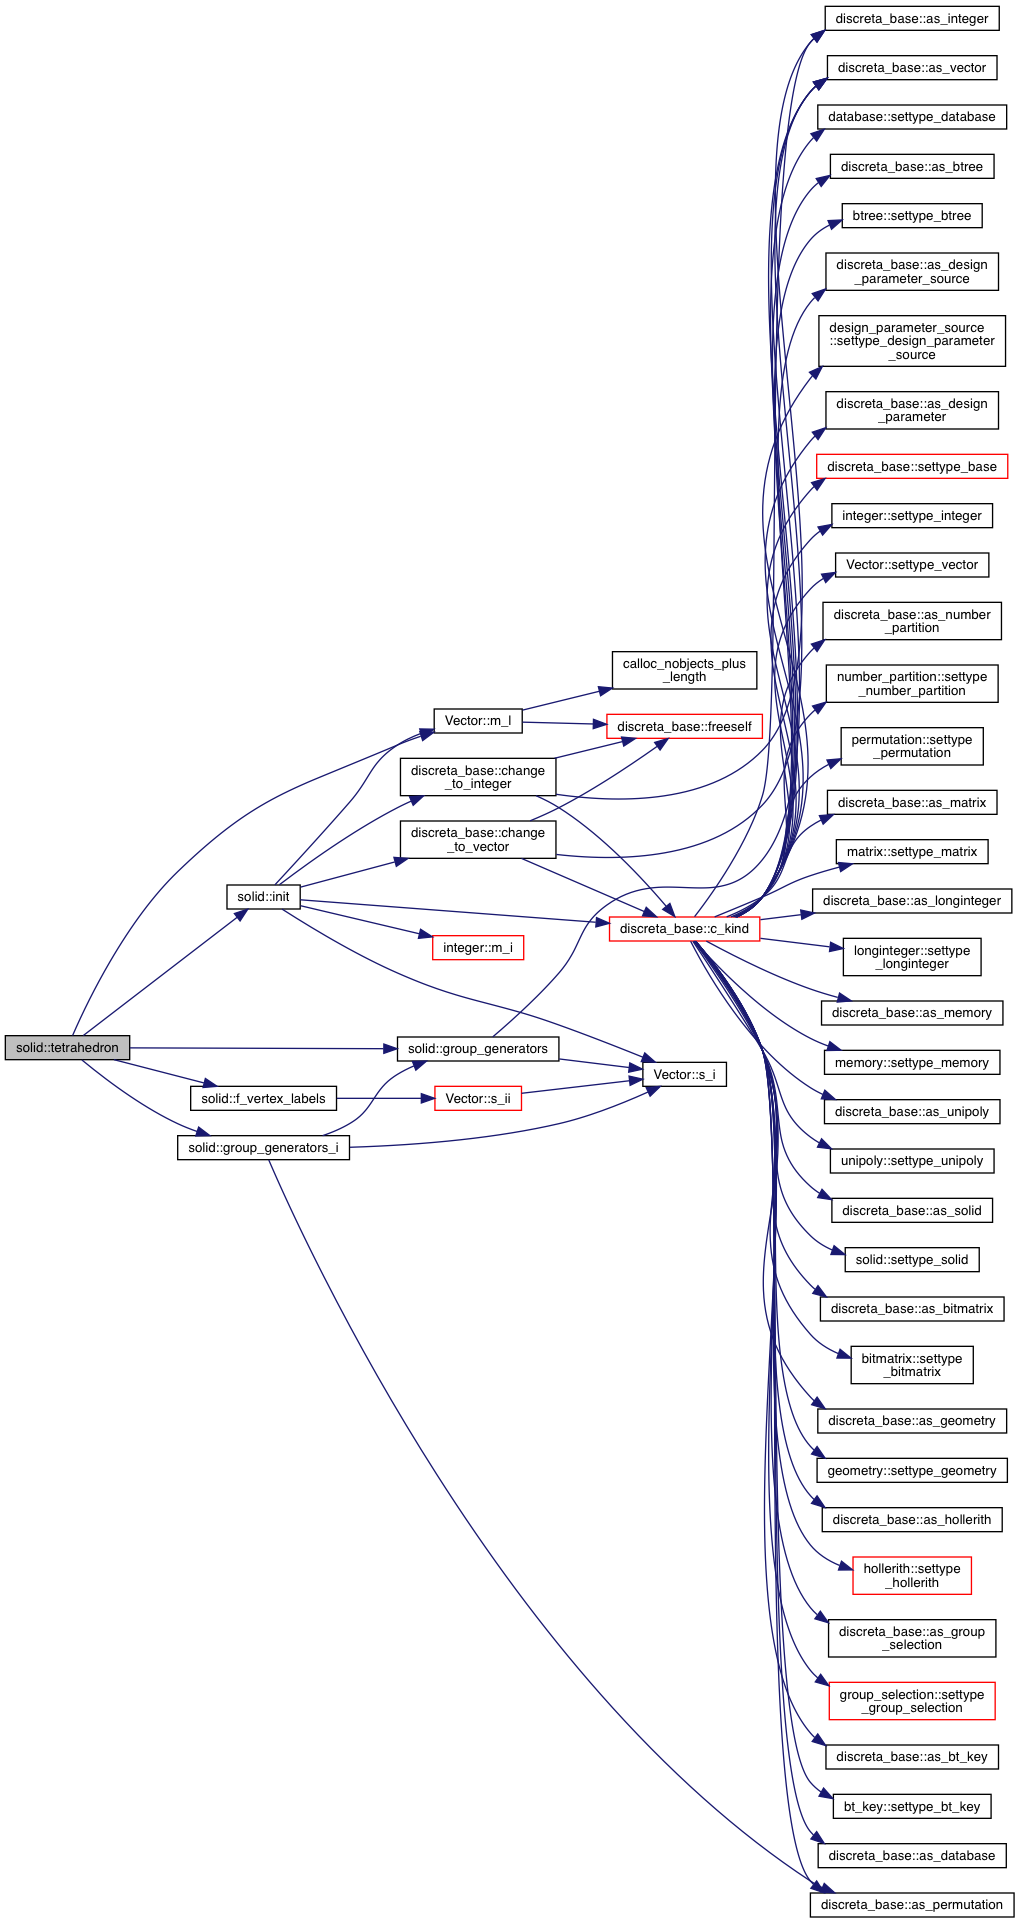 solid::tetrahedron
solid::init
solid::f_vertex_labels
solid::group_generators_i
Vector::m_l
discreta_base::change
_to_integer
discreta_base::change
_to_vector
integer::m_i
solid::group_generators
Vector::s_ii
calloc_nobjects_plus
_length
discreta_base::freeself
discreta_base::c_kind
Vector::s_i
discreta_base::as_integer
discreta_base::as_vector
database::settype_database
discreta_base::as_btree
btree::settype_btree
discreta_base::as_design
_parameter_source
design_parameter_source
::settype_design_parameter
_source
discreta_base::as_design
_parameter
discreta_base::settype_base
integer::settype_integer
Vector::settype_vector
discreta_base::as_number
_partition
number_partition::settype
_number_partition
permutation::settype
_permutation
discreta_base::as_matrix
matrix::settype_matrix
discreta_base::as_longinteger
longinteger::settype
_longinteger
discreta_base::as_memory
memory::settype_memory
discreta_base::as_unipoly
unipoly::settype_unipoly
discreta_base::as_solid
solid::settype_solid
discreta_base::as_bitmatrix
bitmatrix::settype
_bitmatrix
discreta_base::as_geometry
geometry::settype_geometry
discreta_base::as_hollerith
hollerith::settype
_hollerith
discreta_base::as_group
_selection
group_selection::settype
_group_selection
discreta_base::as_bt_key
bt_key::settype_bt_key
discreta_base::as_database
discreta_base::as_permutation